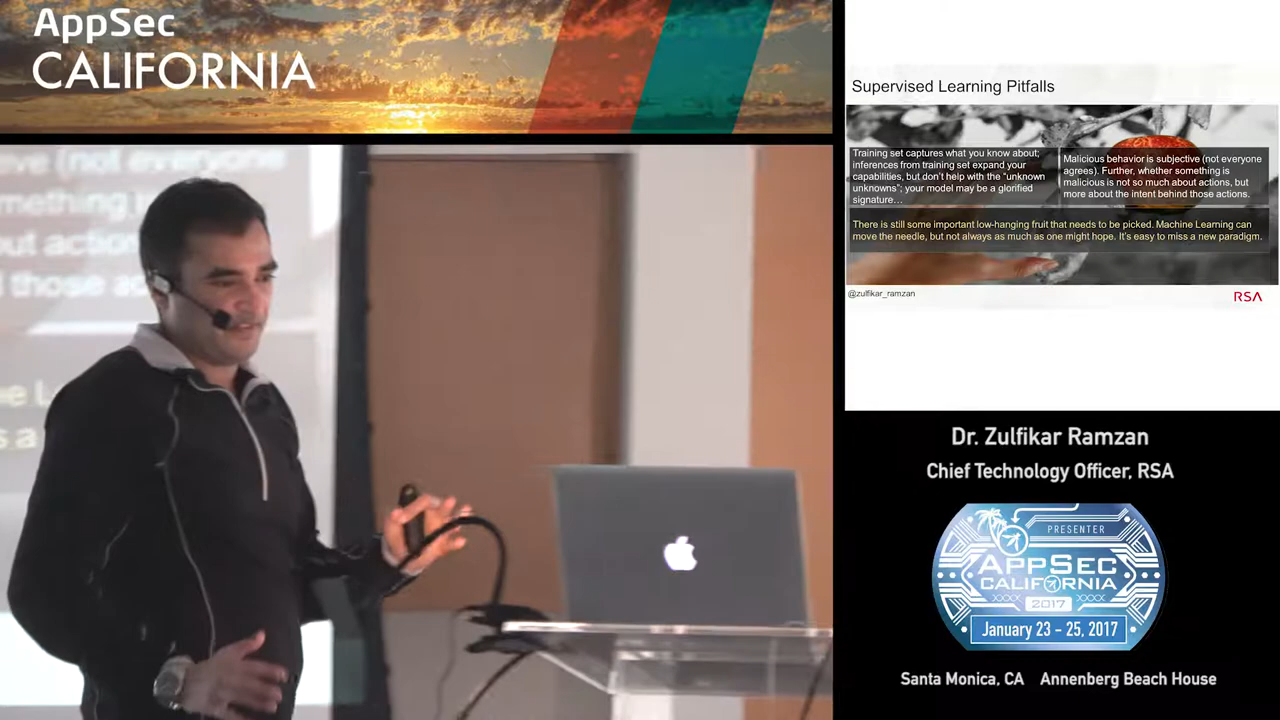 AppSec
CALIFORNIA
eve (not e
mething
out action
those a
Supervised Learning Pitfalls
Training set captures what you know about;
inferences from training set expand your
capabilities, but don't help with the "unknown
unknowns"; your model may be a glorified
signature…
Malicious behavior is subjective (not everyone
agrees). Further, whether something is
malicious is not so much about actions, but
more about the intent behind those actions.
There is still some important low-hanging fruit that needs to be picked. Machine Learning can
move the needle, but not always as much as one might hope. It's easy to miss a new paradigm.
@zulfikar_ramzan
RSA
Dr. Zulfikar Ramzan
Chief Technology Officer, RSA
PRESENTER
APPSEC
CALIFORNIA
2017
January 23 - 25, 2017
Santa Monica, CA Annenberg Beach House